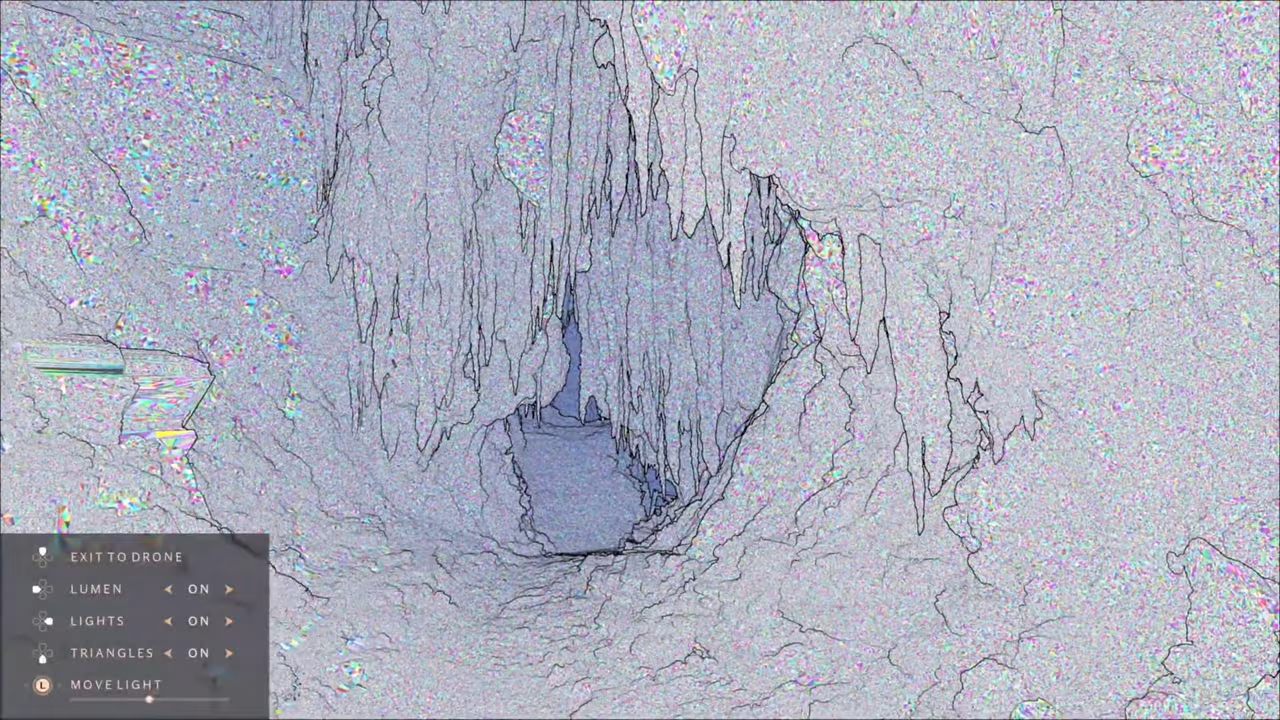 EXIT TO DRONE
LUMEN ON
LIGHTS ON
TRIANGLES ON
L MOVE LIGHT